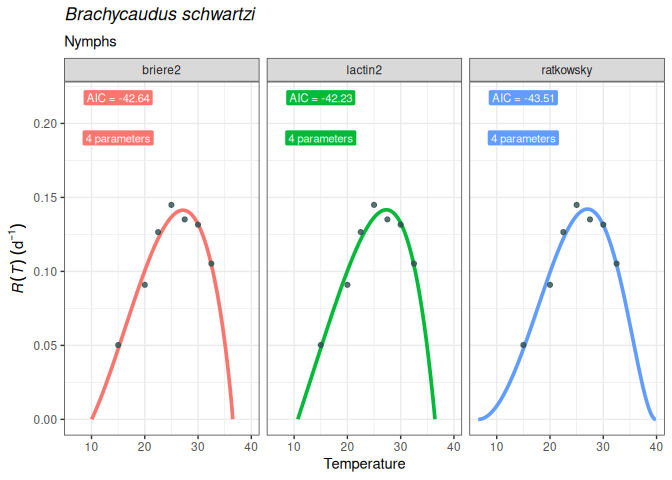 Brachycaudus schwartzi
Nymphs
briere2 lactin2 ratkowsky
AIC = -42.64 AIC = -42.23 AIC = -43.51
4 parameters 4 parameters 4 parameters
0.20
0.15
0.10
0.05
0.00
R(T) (d⁻¹)
10 20 30 40 10 20 30 40 10 20 30 40
Temperature